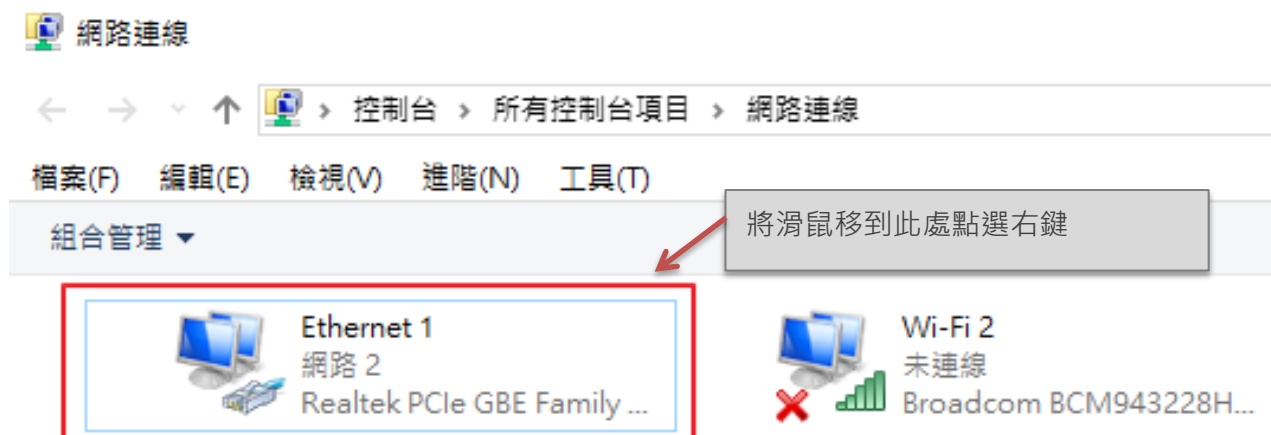 網路連線
控制台 › 所有控制台項目 › 網路連線
檔案(F) 編輯(E) 檢視(V) 進階(N) 工具(T)
組合管理
將滑鼠移到此處點選右鍵
Ethernet 1
網路 2
Realtek PCIe GBE Family ...
Wi-Fi 2
未連線
Broadcom BCM943228H...